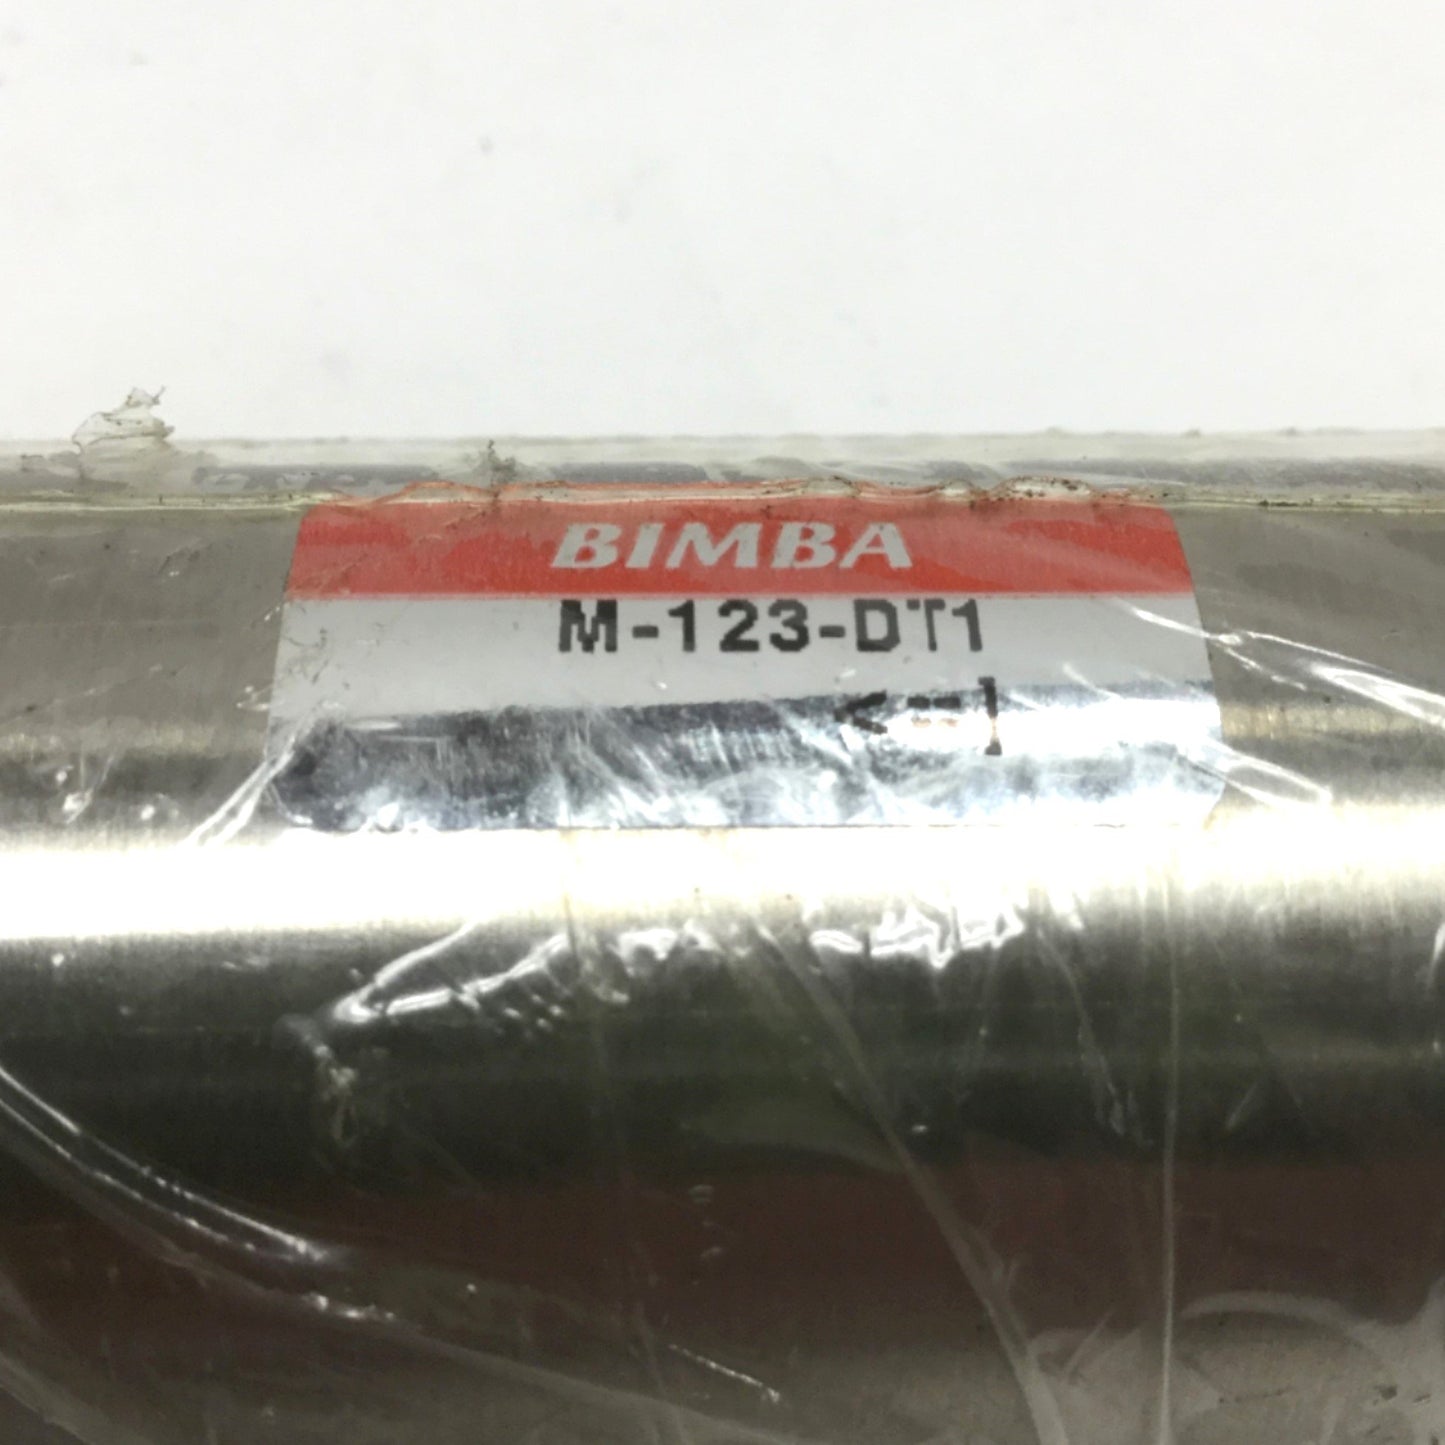 BIMBA
M-123-DT1
<=]